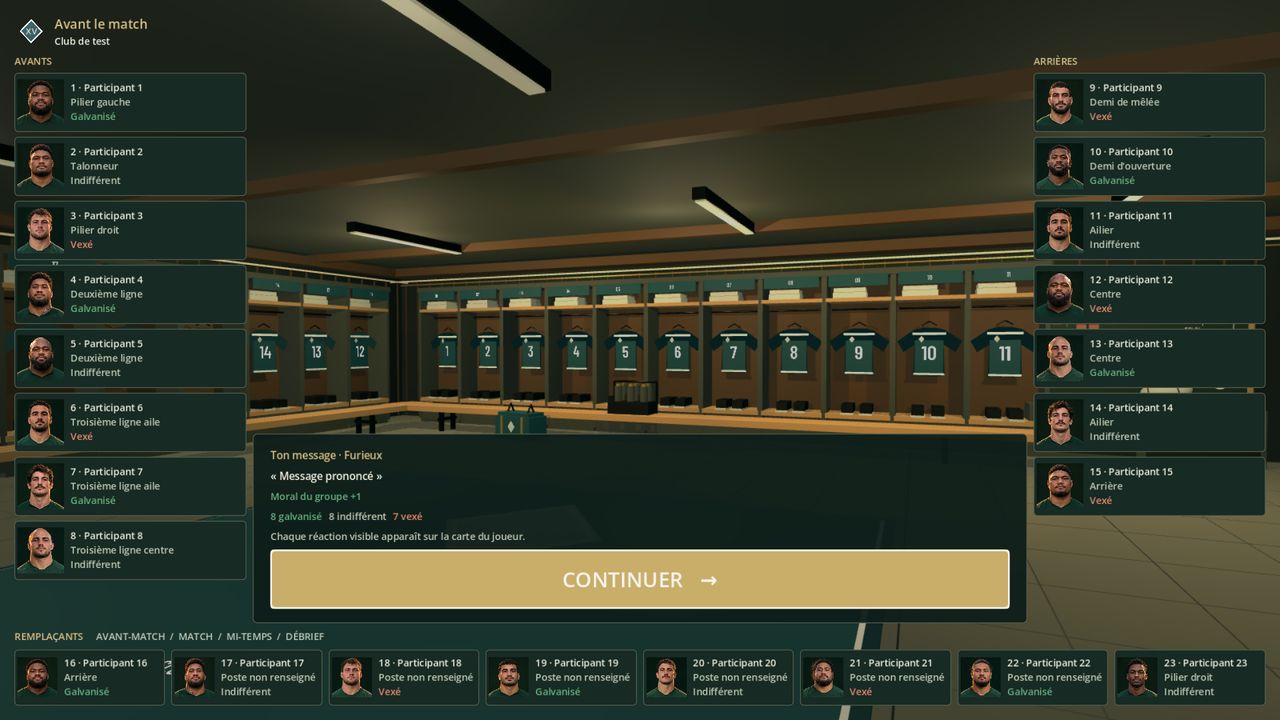 XV
Avant le match
Club de test
AVANTS
1 · Participant 1
Pilier gauche
Galvanisé
2 · Participant 2
Talonneur
Indifférent
3 · Participant 3
Pilier droit
Vexé
4 · Participant 4
Deuxième ligne
Galvanisé
5 · Participant 5
Deuxième ligne
Indifférent
6 · Participant 6
Troisième ligne aile
Vexé
7 · Participant 7
Troisième ligne aile
Galvanisé
8 · Participant 8
Troisième ligne centre
Indifférent
14 13 12 1 2 3 4 5 6 7 8 9 10 11
ARRIÈRES
9 · Participant 9
Demi de mêlée
Vexé
10 · Participant 10
Demi d'ouverture
Galvanisé
11 · Participant 11
Ailier
Indifférent
12 · Participant 12
Centre
Vexé
13 · Participant 13
Centre
Galvanisé
14 · Participant 14
Ailier
Indifférent
15 · Participant 15
Arrière
Vexé
Ton message · Furieux
« Message prononcé »
Moral du groupe +1
8 galvanisé 8 indifférent 7 vexé
Chaque réaction visible apparaît sur la carte du joueur.
CONTINUER →
REMPLAÇANTS AVANT-MATCH / MATCH / MI-TEMPS / DÉBRIEF
16 · Participant 16
Arrière
Galvanisé
17 · Participant 17
Poste non renseigné
Indifférent
18 · Participant 18
Poste non renseigné
Vexé
19 · Participant 19
Poste non renseigné
Galvanisé
20 · Participant 20
Poste non renseigné
Indifférent
21 · Participant 21
Poste non renseigné
Vexé
22 · Participant 22
Poste non renseigné
Galvanisé
23 · Participant 23
Pilier droit
Indifférent